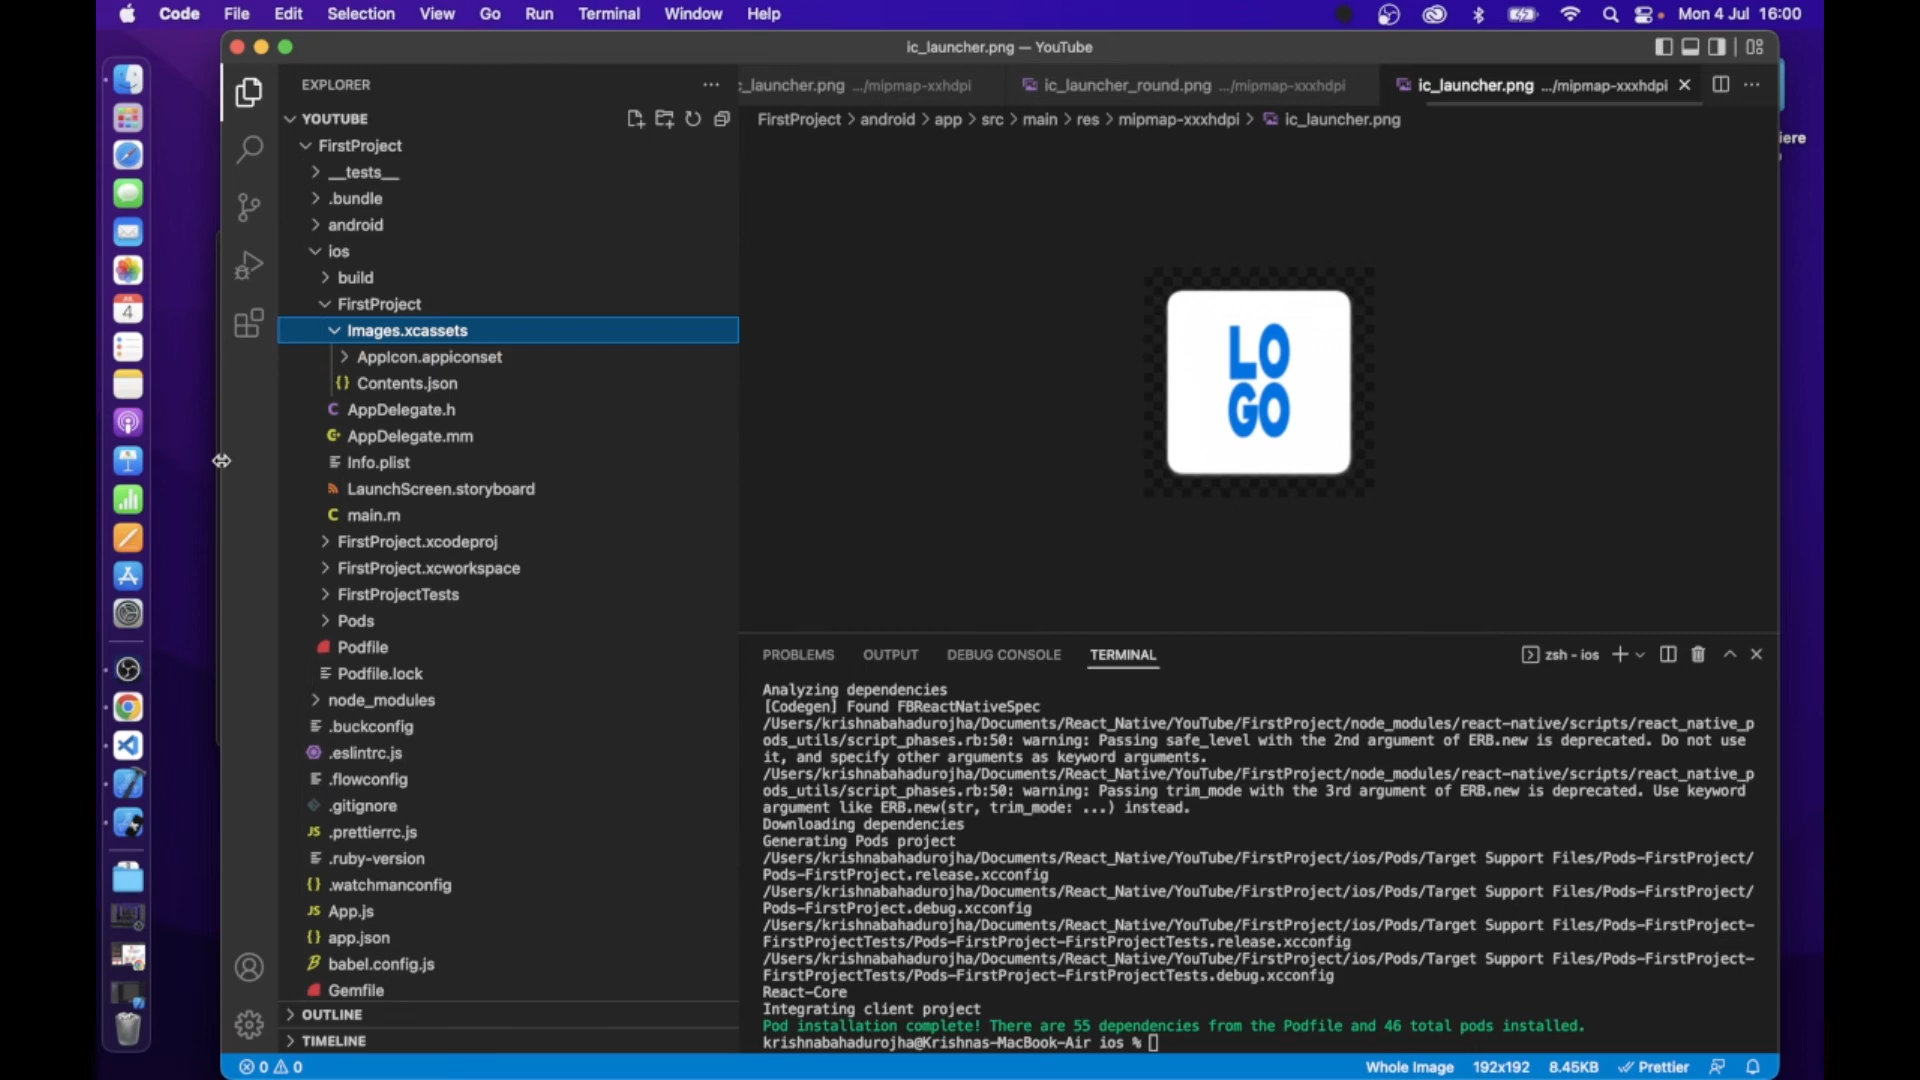 Code File Edit Selection View Go Run Terminal Window Help Mon 4 Jul 16:00
ic_launcher.png — YouTube
EXPLORER
_launcher.png .../mipmap-xxhdpi ic_launcher_round.png .../mipmap-xxxhdpi ic_launcher.png .../mipmap-xxxhdpi
YOUTUBE
FirstProject > android > app > src > main > res > mipmap-xxxhdpi > ic_launcher.png
FirstProject
__tests__
.bundle
android
ios
build
FirstProject
Images.xcassets
AppIcon.appiconset
Contents.json
AppDelegate.h
AppDelegate.mm
Info.plist
LaunchScreen.storyboard
main.m
FirstProject.xcodeproj
FirstProject.xcworkspace
FirstProjectTests
Pods
Podfile
Podfile.lock
node_modules
.buckconfig
.eslintrc.js
.flowconfig
.gitignore
.prettierrc.js
.ruby-version
.watchmanconfig
App.js
app.json
babel.config.js
Gemfile
OUTLINE
TIMELINE
LO
GO
iere
4
PROBLEMS OUTPUT DEBUG CONSOLE TERMINAL zsh - ios
Analyzing dependencies
[Codegen] Found FBReactNativeSpec
/Users/krishnabahadurojha/Documents/React_Native/YouTube/FirstProject/node_modules/react-native/scripts/react_native_p
ods_utils/script_phases.rb:50: warning: Passing safe_level with the 2nd argument of ERB.new is deprecated. Do not use
it, and specify other arguments as keyword arguments.
/Users/krishnabahadurojha/Documents/React_Native/YouTube/FirstProject/node_modules/react-native/scripts/react_native_p
ods_utils/script_phases.rb:50: warning: Passing trim_mode with the 3rd argument of ERB.new is deprecated. Use keyword
argument like ERB.new(str, trim_mode: ...) instead.
Downloading dependencies
Generating Pods project
/Users/krishnabahadurojha/Documents/React_Native/YouTube/FirstProject/ios/Pods/Target Support Files/Pods-FirstProject/
Pods-FirstProject.release.xcconfig
/Users/krishnabahadurojha/Documents/React_Native/YouTube/FirstProject/ios/Pods/Target Support Files/Pods-FirstProject/
Pods-FirstProject.debug.xcconfig
/Users/krishnabahadurojha/Documents/React_Native/YouTube/FirstProject/ios/Pods/Target Support Files/Pods-FirstProject-
FirstProjectTests/Pods-FirstProject-FirstProjectTests.release.xcconfig
/Users/krishnabahadurojha/Documents/React_Native/YouTube/FirstProject/ios/Pods/Target Support Files/Pods-FirstProject-
FirstProjectTests/Pods-FirstProject-FirstProjectTests.debug.xcconfig
React-Core
Integrating client project
Pod installation complete! There are 55 dependencies from the Podfile and 46 total pods installed.
krishnabahadurojha@Krishnas-MacBook-Air ios %
0 0 Whole Image 192x192 8.45KB Prettier